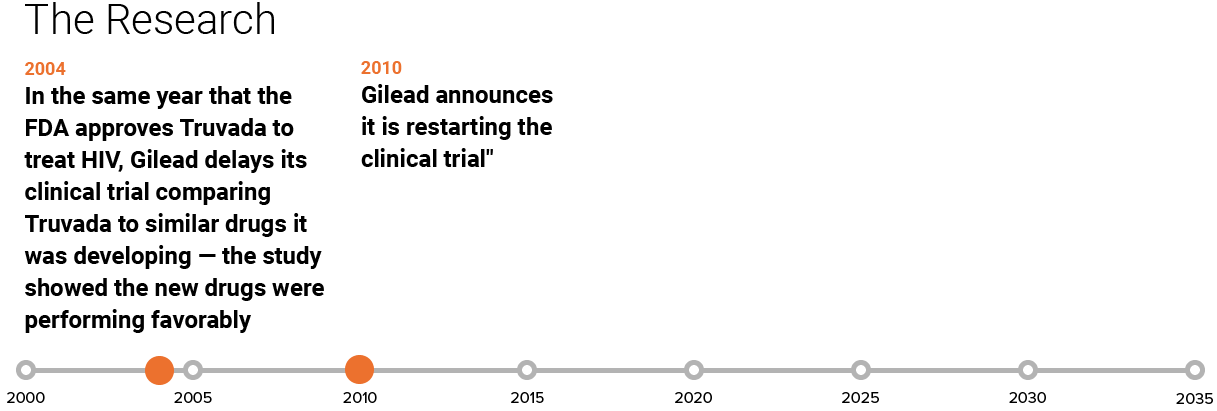 The Research
2004
In the same year that the
FDA approves Truvada to
treat HIV, Gilead delays its
clinical trial comparing
Truvada to similar drugs it
was developing — the study
showed the new drugs were
performing favorably
2010
Gilead announces
it is restarting the
clinical trial"
2000 2005 2010 2015 2020 2025 2030 2035